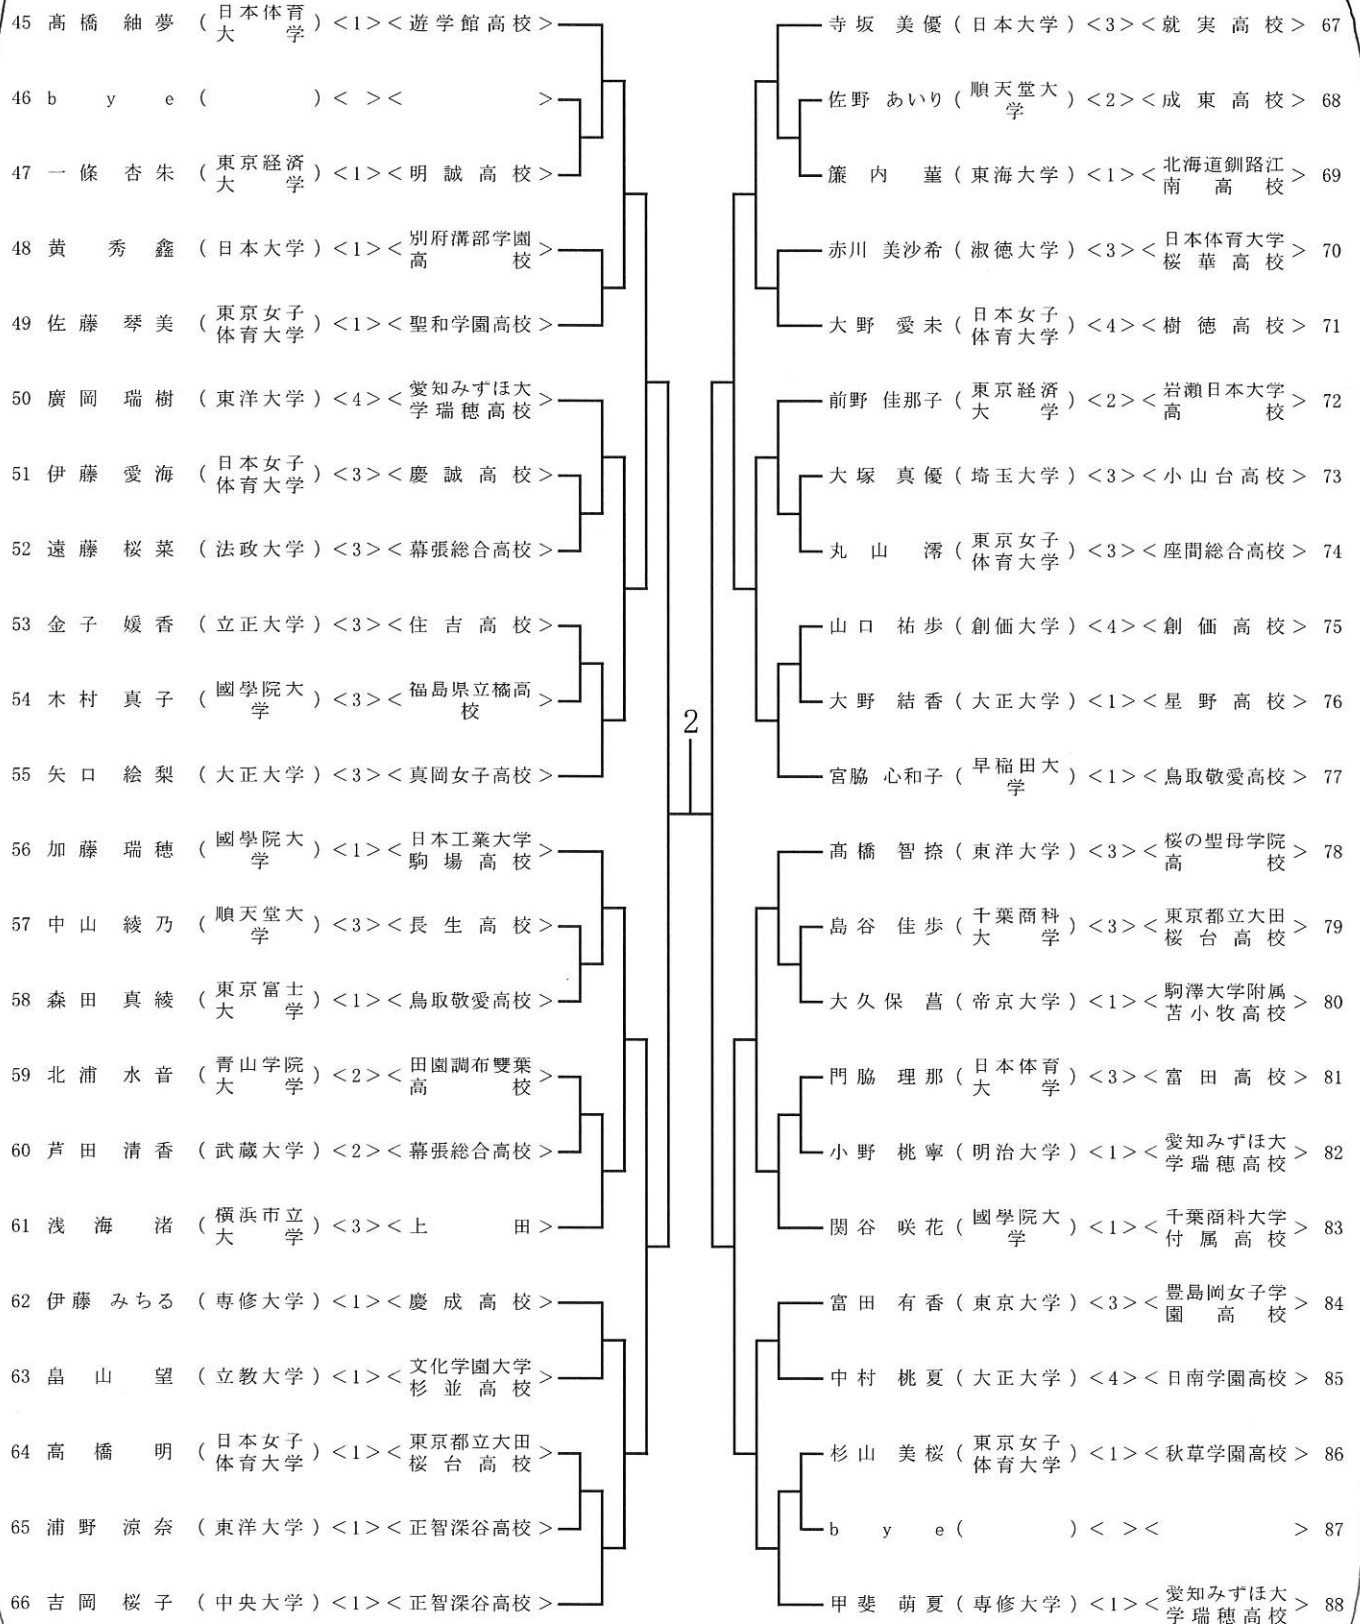 45 髙橋 紬夢 (日本体育大学) <1> <遊学館高校>
46 bye ( ) < > < >
47 一條 杏朱 (東京経済大学) <1> <明誠高校>
48 黄 秀鑫 (日本大学) <1> <別府溝部学園高校>
49 佐藤 琴美 (東京女子体育大学) <1> <聖和学園高校>
50 廣岡 瑞樹 (東洋大学) <4> <愛知みずほ大学瑞穂高校>
51 伊藤 愛海 (日本女子体育大学) <3> <慶誠高校>
52 遠藤 桜菜 (法政大学) <3> <幕張総合高校>
53 金子 媛香 (立正大学) <3> <住吉高校>
54 木村 真子 (國學院大学) <3> <福島県立橘高校>
55 矢口 絵梨 (大正大学) <3> <真岡女子高校>
56 加藤 瑞穂 (國學院大学) <1> <日本工業大学駒場高校>
57 中山 綾乃 (順天堂大学) <3> <長生高校>
58 森田 真綾 (東京富士大学) <1> <鳥取敬愛高校>
59 北浦 水音 (青山学院大学) <2> <田園調布雙葉高校>
60 芦田 清香 (武蔵大学) <2> <幕張総合高校>
61 浅海 渚 (横浜市立大学) <3> <上田>
62 伊藤 みちる (専修大学) <1> <慶成高校>
63 畠山 望 (立教大学) <1> <文化学園大学杉並高校>
64 高橋 明 (日本女子体育大学) <1> <東京都立大田桜台高校>
65 浦野 涼奈 (東洋大学) <1> <正智深谷高校>
66 吉岡 桜子 (中央大学) <1> <正智深谷高校>
2
寺坂 美優 (日本大学) <3> <就実高校> 67
佐野 あいり (順天堂大学) <2> <成東高校> 68
簾内 菫 (東海大学) <1> <北海道釧路江南高校> 69
赤川 美沙希 (淑徳大学) <3> <日本体育大学桜華高校> 70
大野 愛未 (日本女子体育大学) <4> <樹徳高校> 71
前野 佳那子 (東京経済大学) <2> <岩瀬日本大学高校> 72
大塚 真優 (埼玉大学) <3> <小山台高校> 73
丸山 澪 (東京女子体育大学) <3> <座間総合高校> 74
山口 祐歩 (創価大学) <4> <創価高校> 75
大野 結香 (大正大学) <1> <星野高校> 76
宮脇 心和子 (早稲田大学) <1> <鳥取敬愛高校> 77
髙橋 智捺 (東洋大学) <3> <桜の聖母学院高校> 78
島谷 佳歩 (千葉商科大学) <3> <東京都立大田桜台高校> 79
大久保 菖 (帝京大学) <1> <駒澤大学附属苫小牧高校> 80
門脇 理那 (日本体育大学) <3> <富田高校> 81
小野 桃寧 (明治大学) <1> <愛知みずほ大学瑞穂高校> 82
関谷 咲花 (國學院大学) <1> <千葉商科大学付属高校> 83
富田 有香 (東京大学) <3> <豊島岡女子学園高校> 84
中村 桃夏 (大正大学) <4> <日南学園高校> 85
杉山 美桜 (東京女子体育大学) <1> <秋草学園高校> 86
bye ( ) < > < > 87
甲斐 萌夏 (専修大学) <1> <愛知みずほ大学瑞穂高校> 88